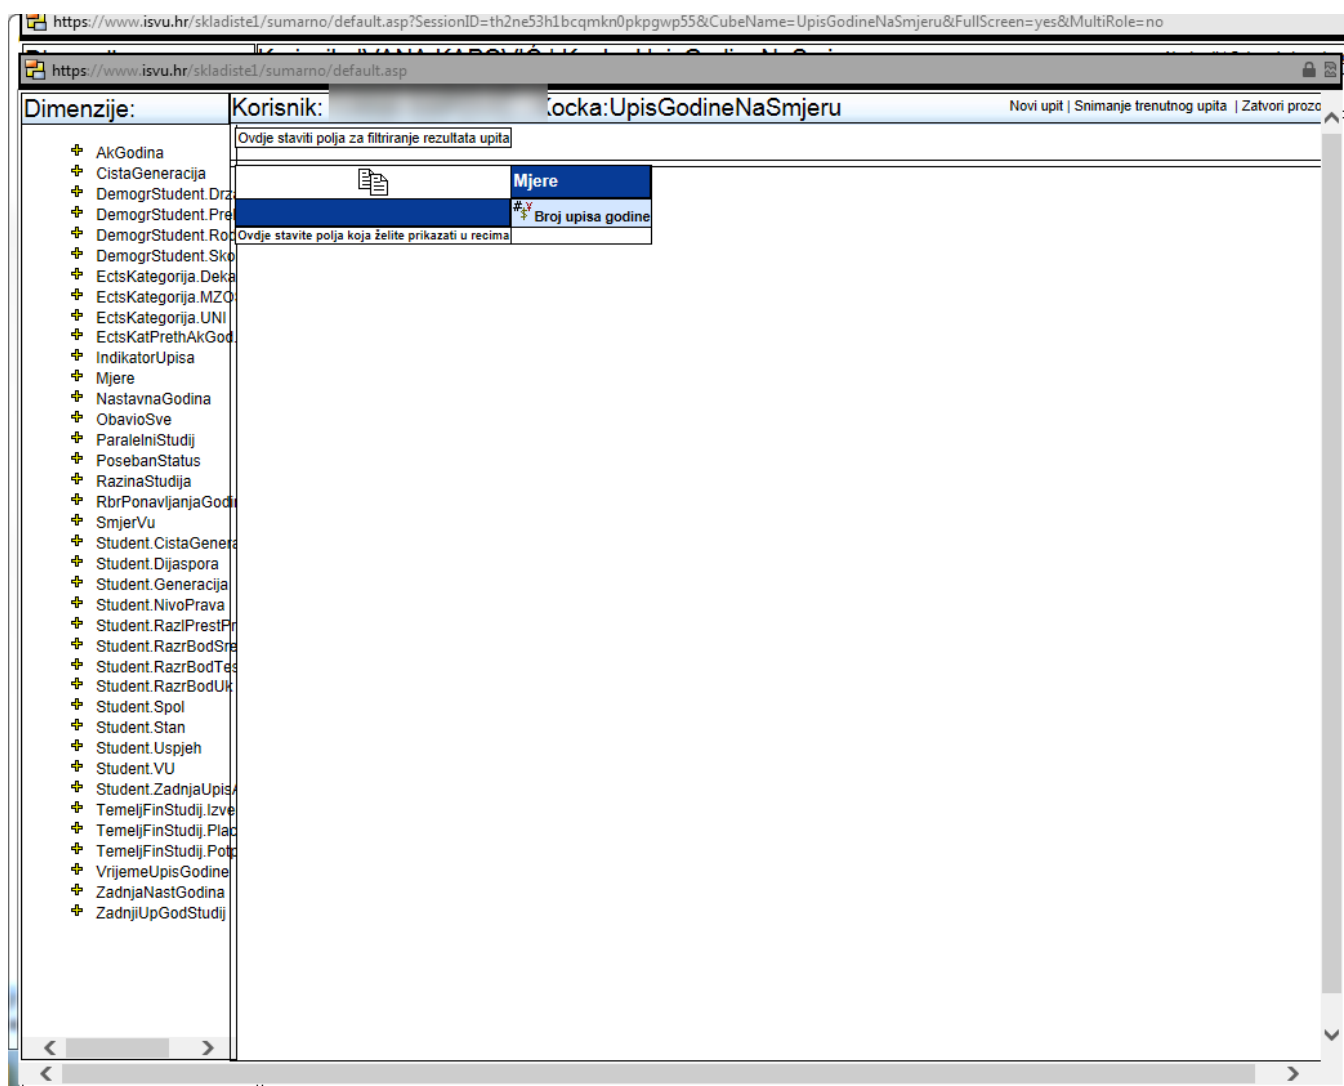 https://www.isvu.hr/skladiste1/sumarno/default.asp?SessionID=th2ne53h1bcqmkn0pkpgwp55&CubeName=UpisGodineNaSmjeru&FullScreen=yes&MultiRole=no
https://www.isvu.hr/skladiste1/sumarno/default.asp
Dimenzije:
Korisnik:
Kocka:UpisGodineNaSmjeru
Novi upit | Snimanje trenutnog upita | Zatvori prozo
Ovdje staviti polja za filtriranje rezultata upita
Mjere
Broj upisa godine
Ovdje stavite polja koja želite prikazati u recima
AkGodina
CistaGeneracija
DemogrStudent.Drz
DemogrStudent.Pre
DemogrStudent.Rod
DemogrStudent.Sko
EctsKategorija.Deka
EctsKategorija.MZO
EctsKategorija.UNI
EctsKatPrethAkGod.
IndikatorUpisa
Mjere
NastavnaGodina
ObavioSve
ParalelniStudij
PosebanStatus
RazinaStudija
RbrPonavljanjaGodi
SmjerVu
Student.CistaGenera
Student.Dijaspora
Student.Generacija
Student.NivoPrava
Student.RazlPrestPr
Student.RazrBodSre
Student.RazrBodTes
Student.RazrBodUk
Student.Spol
Student.Stan
Student.Uspjeh
Student.VU
Student.ZadnjaUpisA
TemeljFinStudij.Izve
TemeljFinStudij.Plac
TemeljFinStudij.Potp
VrijemeUpisGodine
ZadnjaNastGodina
ZadnjiUpGodStudij